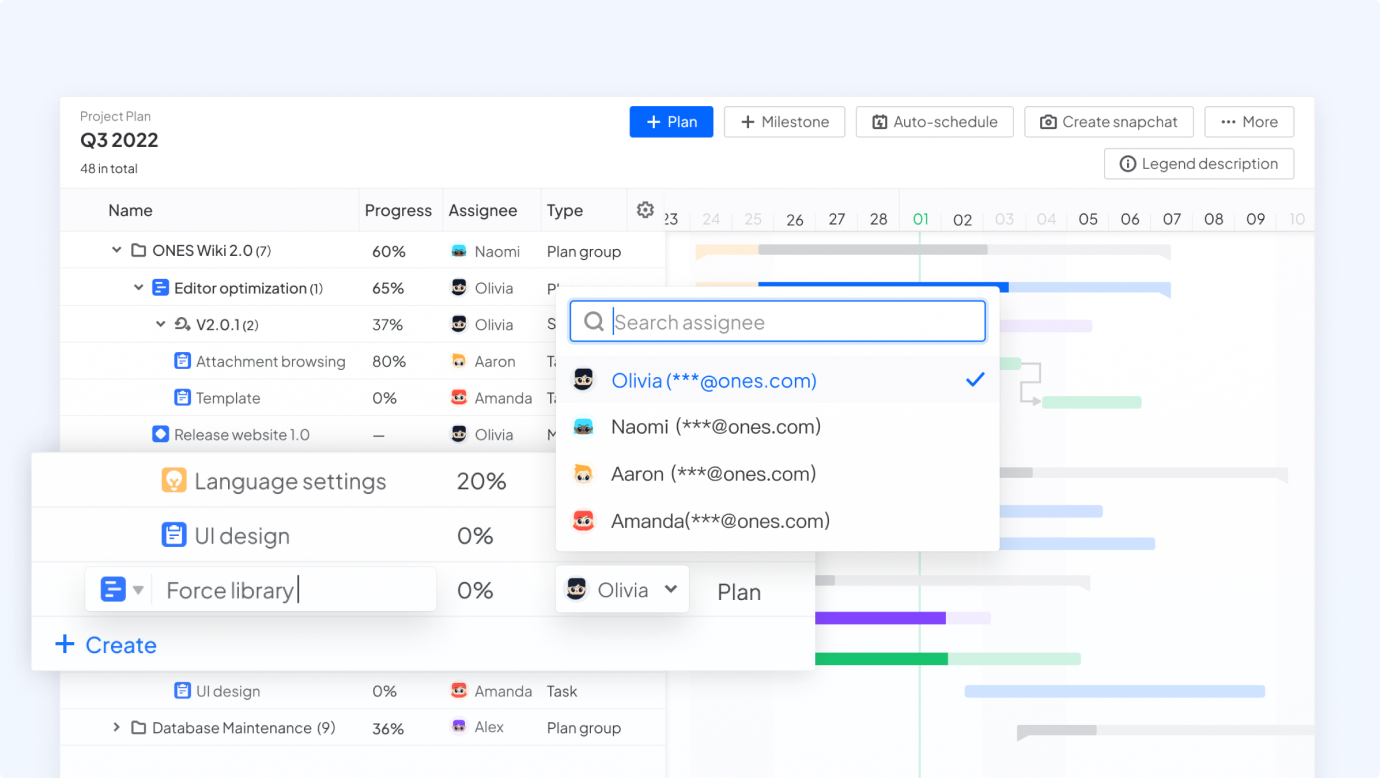 Project Plan
Q3 2022
48 in total
+ Plan
+ Milestone
Auto-schedule
Create snapchat
··· More
Legend description
Name Progress Assignee Type 23 24 25 26 27 28 01 02 03 04 05 06 07 08 09 10
ONES Wiki 2.0 (7) 60% Naomi Plan group
Editor optimization (1) 65% Olivia
V2.0.1 (2) 37% Olivia S
Attachment browsing 80% Aaron
Template 0% Amanda
Release website 1.0 — Olivia
Search assignee
Olivia (***@ones.com)
Naomi (***@ones.com)
Aaron (***@ones.com)
Amanda(***@ones.com)
Language settings 20%
UI design 0%
Force library 0% Olivia Plan
+ Create
UI design 0% Amanda Task
Database Maintenance (9) 36% Alex Plan group